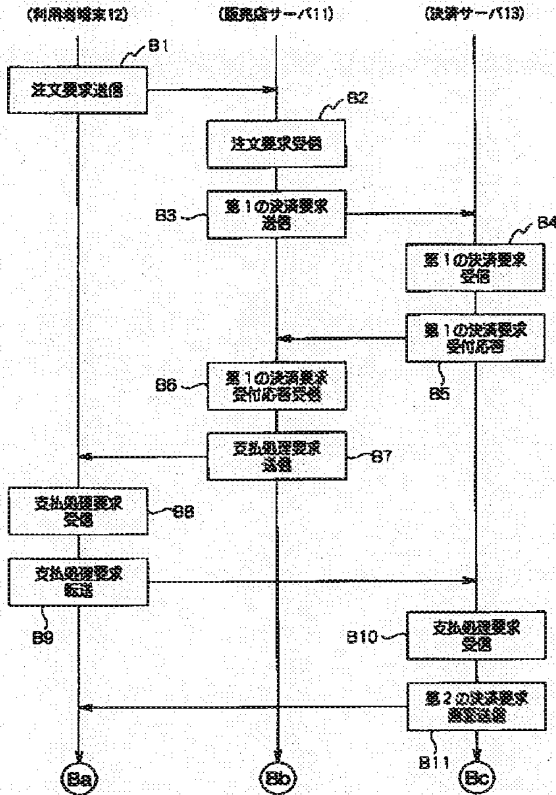 (利用者端末12)
(販売店サーバ11)
(決済サーバ13)
B1
注文要求送信
B2
注文要求受信
B3
第1の決済要求
送信
B4
第1の決済要求
受信
第1の決済要求
受付応答
B5
B6
第1の決済要求
受付応答受信
支払処理要求
送信
B7
支払処理要求
受信
B8
支払処理要求
転送
B9
B10
支払処理要求
受信
第2の決済要求
画面送信
B11
Ba
Bb
Bc